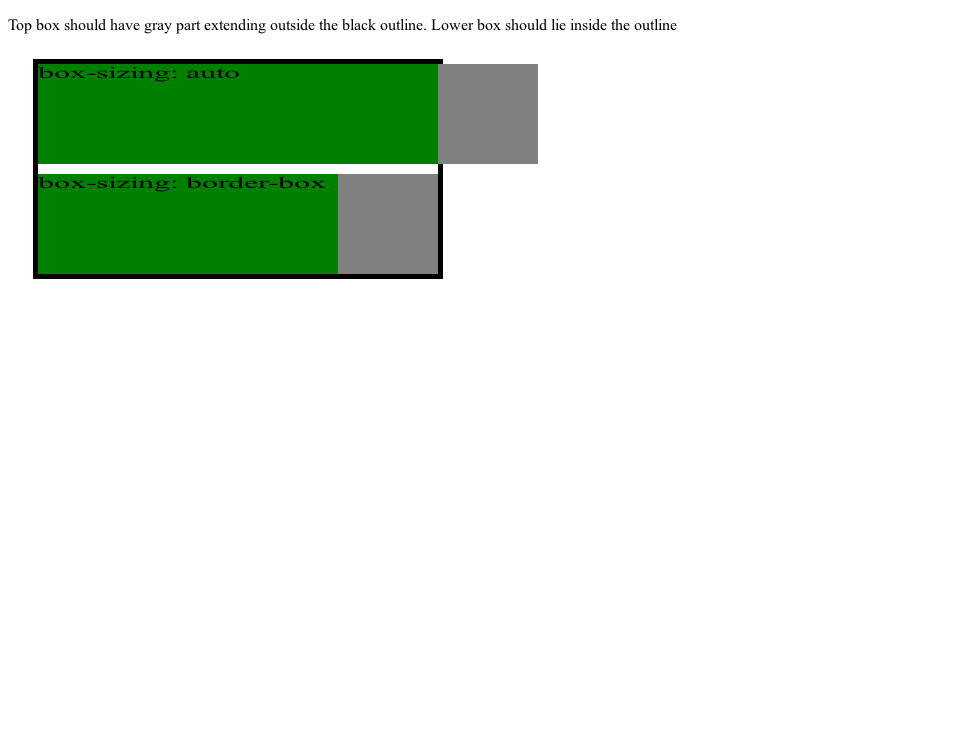 Top box should have gray part extending outside the black outline. Lower box should lie inside the outline
box-sizing: auto
box-sizing: border-box